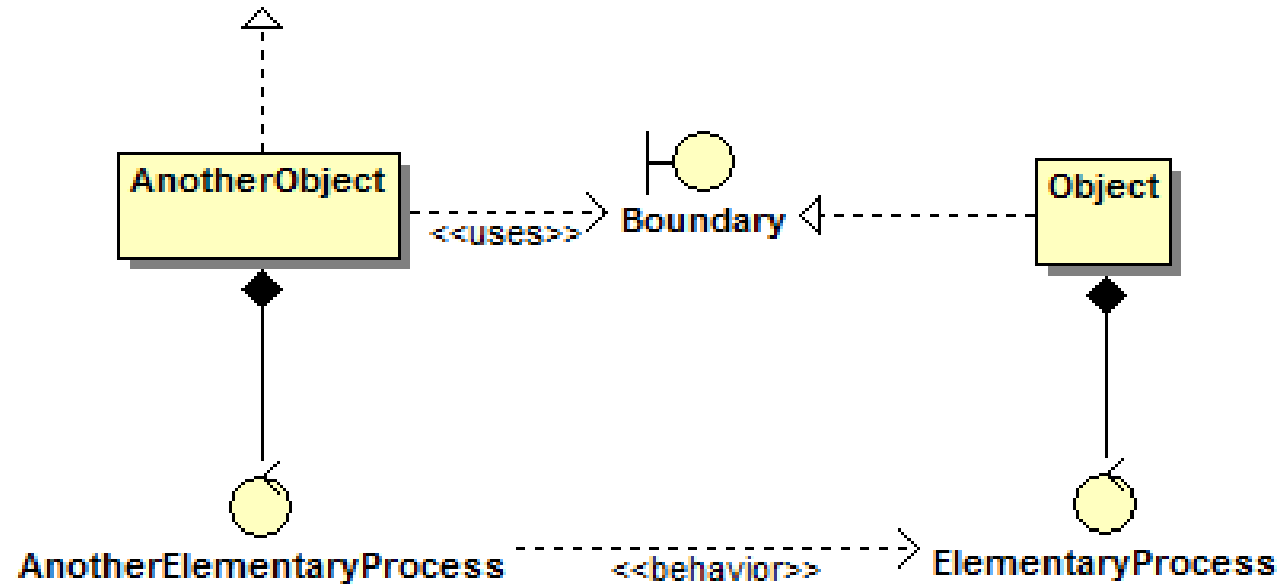 AnotherObject
Object
Boundary
<<uses>>
AnotherElementaryProcess
<<behavior>>
ElementaryProcess